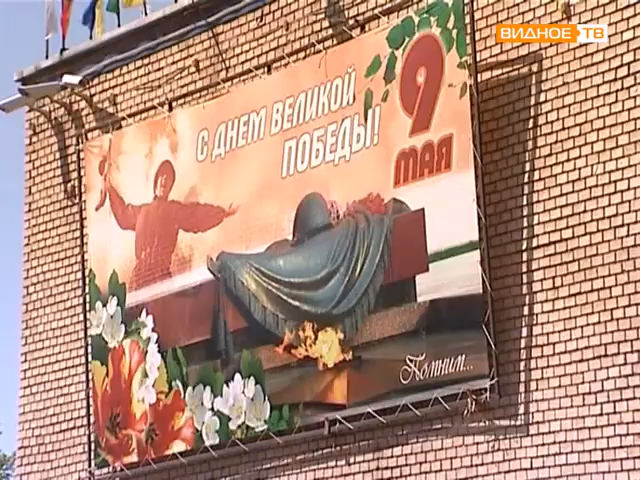 ВИДНОЕ ТВ
С ДНЕМ ВЕЛИКОЙ
ПОБЕДЫ!
9
МАЯ
Помним...